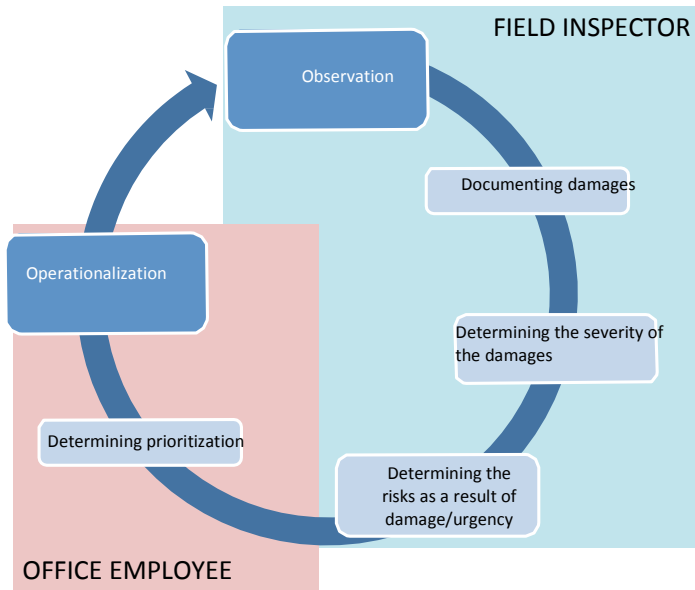 FIELD INSPECTOR
Observation
Documenting damages
Determining the severity of
the damages
Determining the
risks as a result of
damage/urgency
Determining prioritization
Operationalization
OFFICE EMPLOYEE